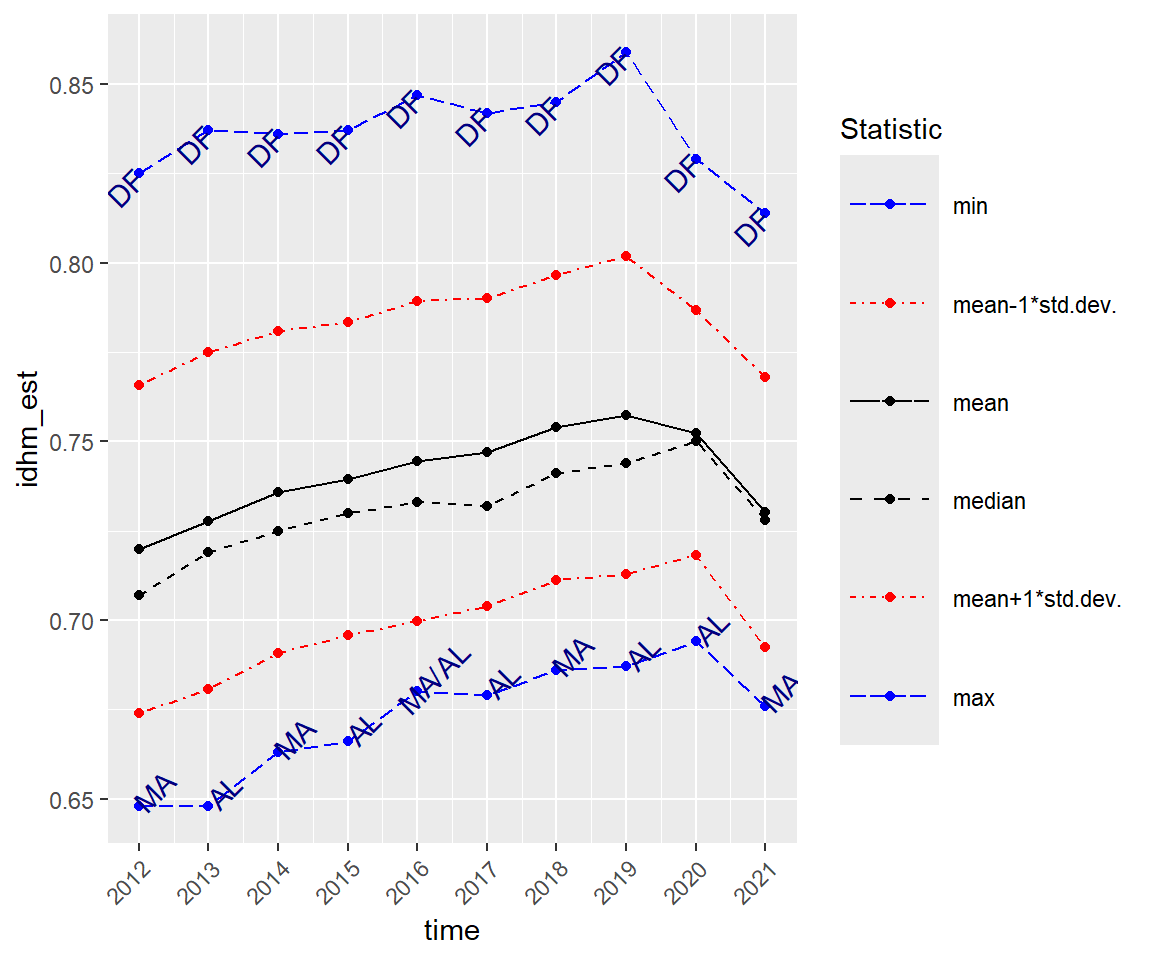 0.85
0.80
0.75
0.70
0.65
idhm_est
DF
DF
DF
DF
DF
DF
DF
DF
DF
DF
MA
AL
MA
AL
MA/AL
AL
MA
AL
AL
MA
2012
2013
2014
2015
2016
2017
2018
2019
2020
2021
time
Statistic
min
mean-1*std.dev.
mean
median
mean+1*std.dev.
max